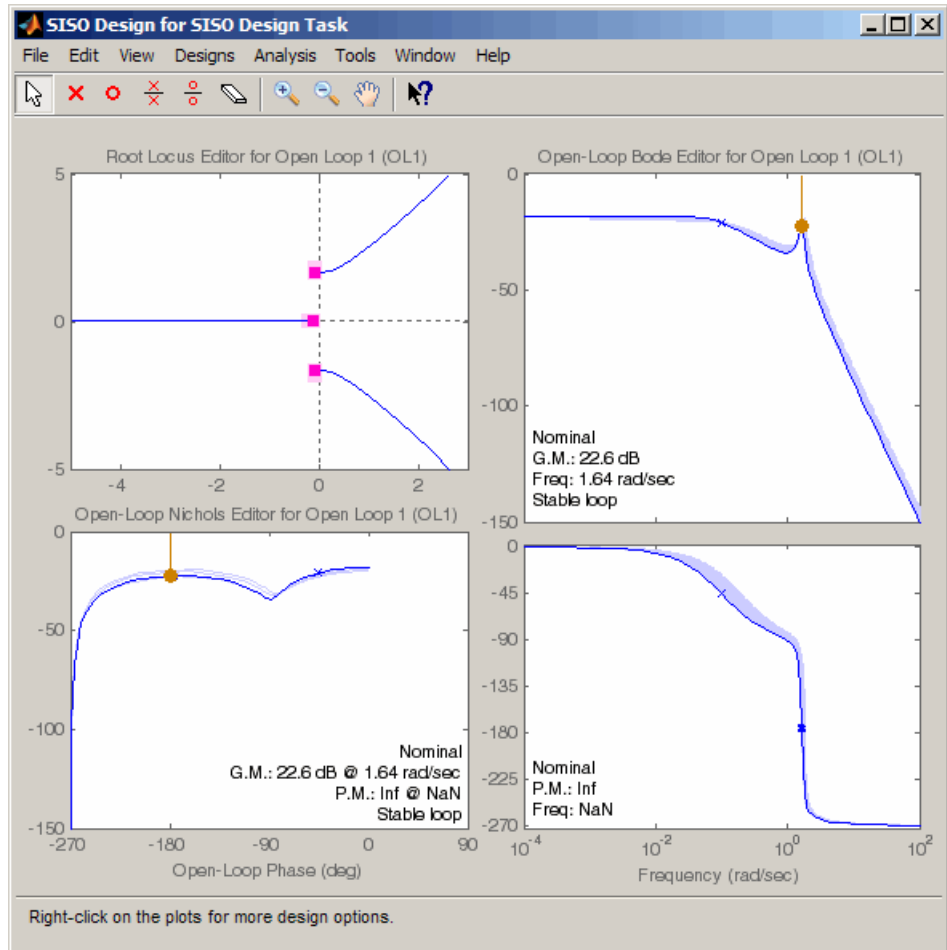 SISO Design for SISO Design Task
File Edit View Designs Analysis Tools Window Help
Root Locus Editor for Open Loop 1 (OL1)
5
0
-5
-4 -2 0 2
Open-Loop Bode Editor for Open Loop 1 (OL1)
0
-50
-100
-150
Nominal
G.M.: 22.6 dB
Freq: 1.64 rad/sec
Stable loop
Open-Loop Nichols Editor for Open Loop 1 (OL1)
0
-50
-100
-150
Nominal
G.M.: 22.6 dB @ 1.64 rad/sec
P.M.: Inf @ NaN
Stable loop
-270 -180 -90 0 90
Open-Loop Phase (deg)
0
-45
-90
-135
-180
-225
-270
Nominal
P.M.: Inf
Freq: NaN
10⁻⁴ 10⁻² 10⁰ 10²
Frequency (rad/sec)
Right-click on the plots for more design options.